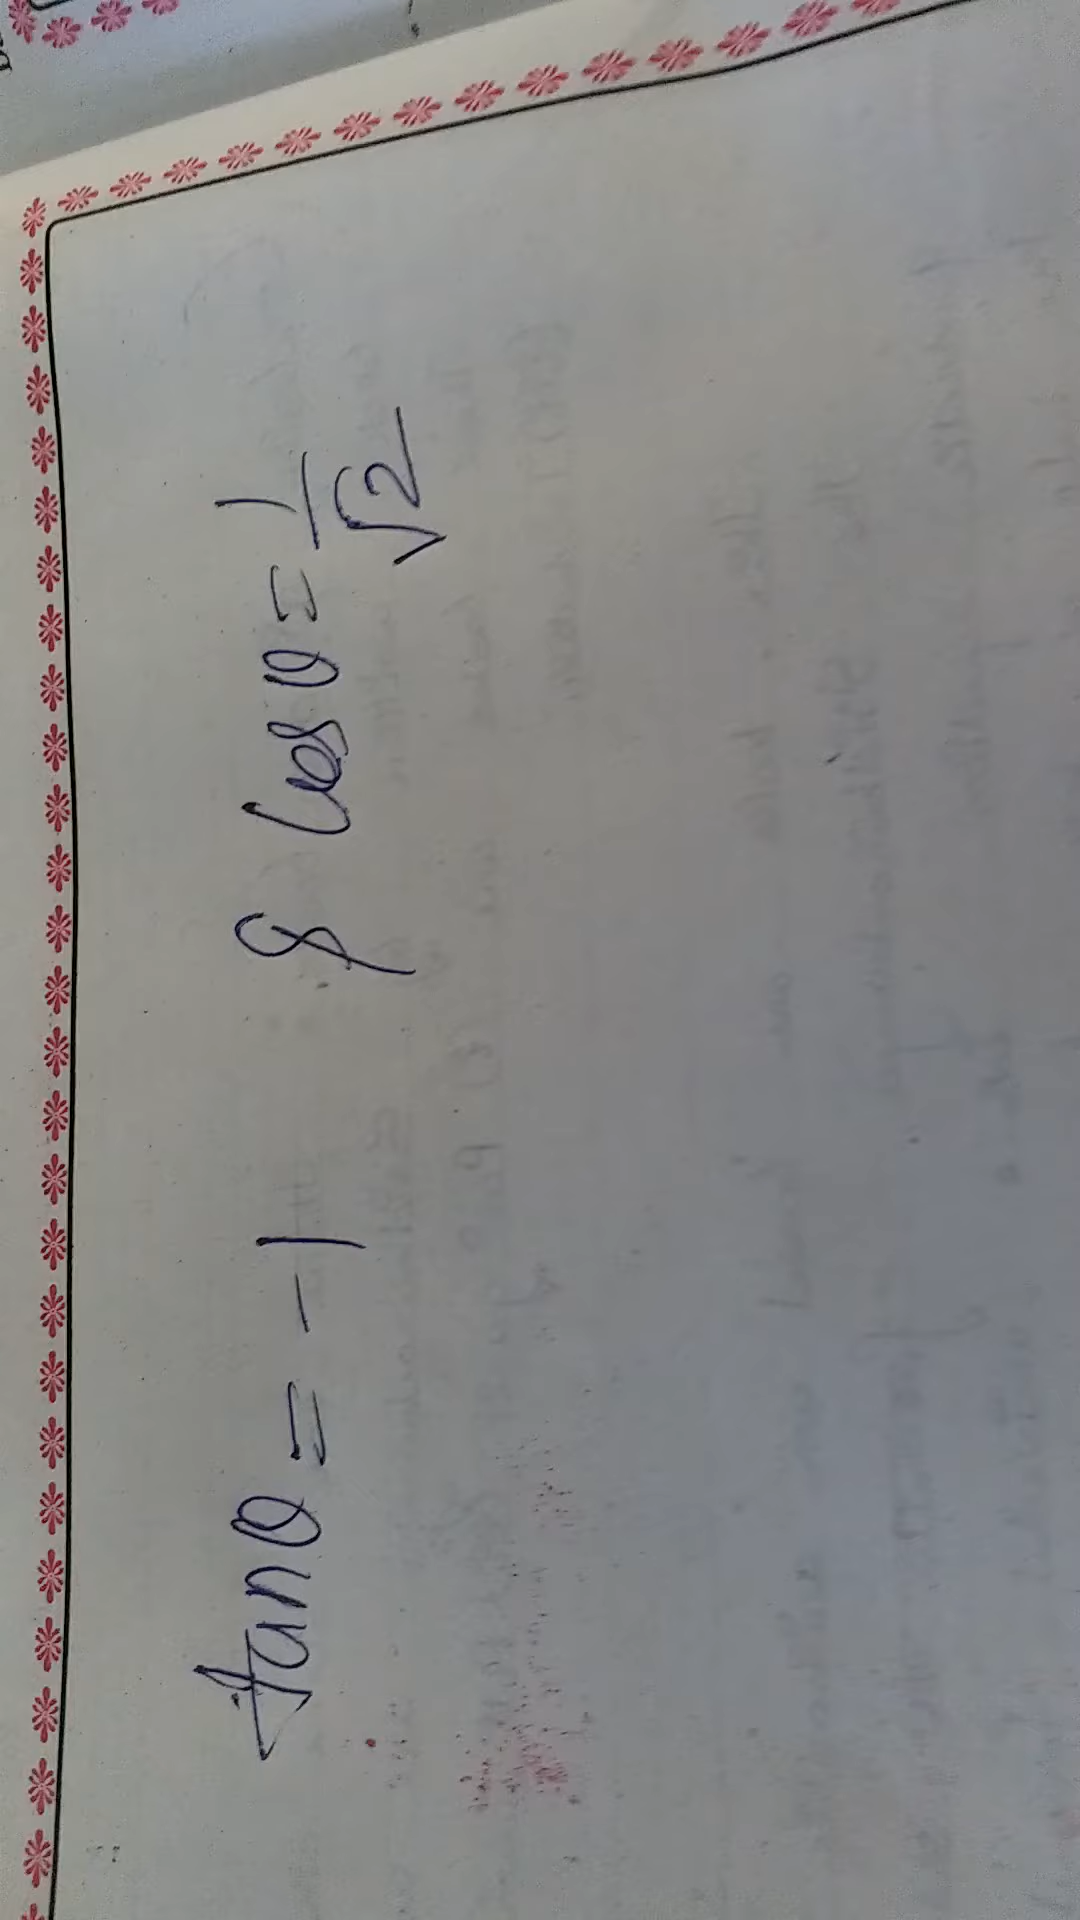 tanθ = -1 & Cosθ = 1/√2